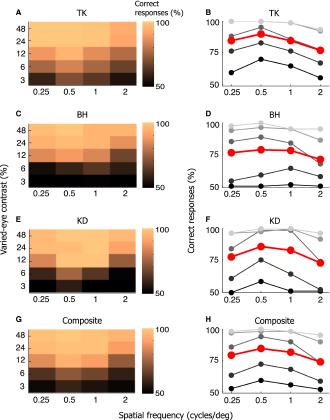 A TK Correct responses (%) B TK
48 100 100
24
12 75
6
3 50 50
0.25 0.5 1 2 0.25 0.5 1 2
C BH D BH
48 100 100
24
12 75
6
3 50 50
0.25 0.5 1 2 0.25 0.5 1 2
Varied-eye contrast (%)
Correct responses (%)
E KD F KD
48 100 100
24
12 75
6
3 50 50
0.25 0.5 1 2 0.25 0.5 1 2
G Composite H Composite
48 100 100
24
12 75
6
3 50 50
0.25 0.5 1 2 0.25 0.5 1 2
Spatial frequency (cycles/deg)